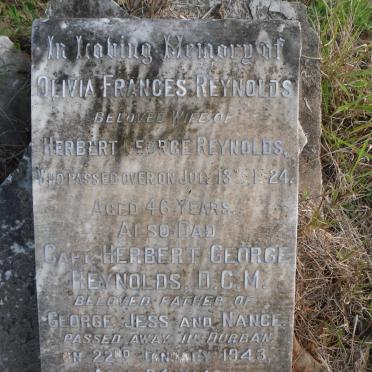 In Loving Memory of
OLIVIA FRANCES REYNOLDS
BELOVED WIFE OF
HERBERT GEORGE REYNOLDS.
WHO PASSED OVER ON JULY 18TH 1924.
AGED 46 YEARS.
ALSO DAD
CAPT. HERBERT GEORGE
REYNOLDS, D.C.M.
BELOVED FATHER OF
GEORGE, JESS AND NANCE.
PASSED AWAY IN DURBAN
ON 22ND JANUARY 1943.